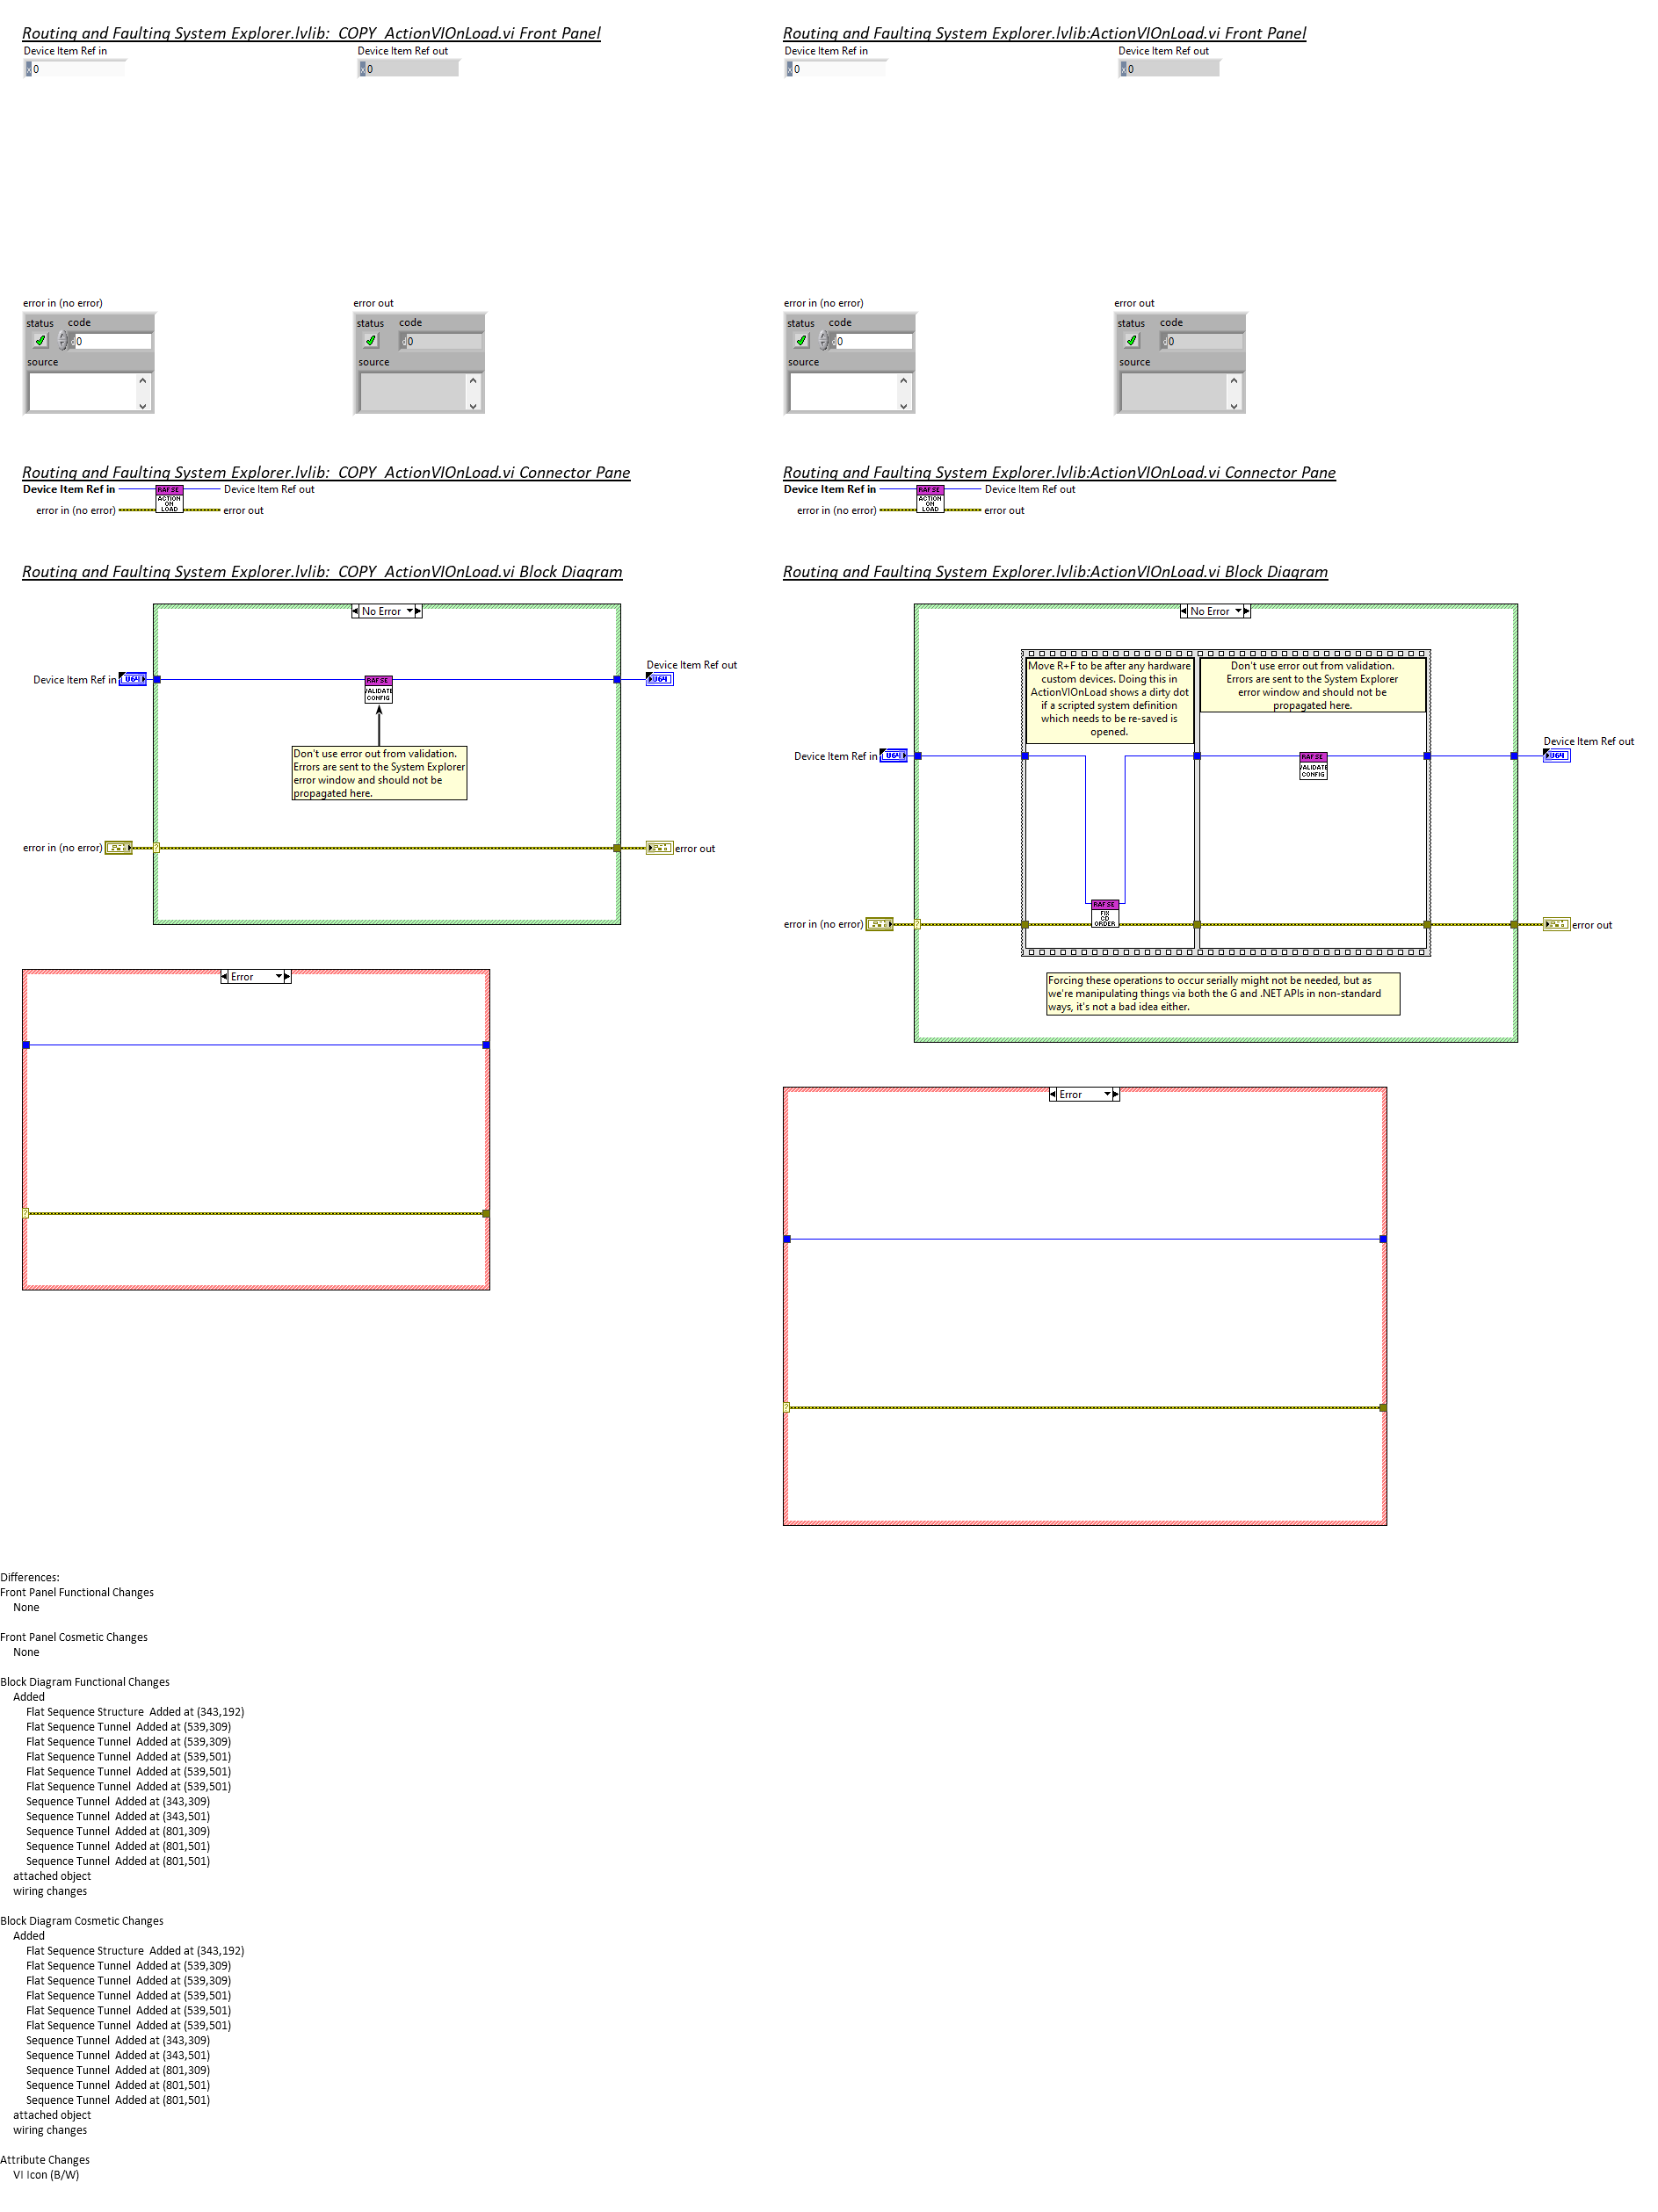 Routing and Faulting System Explorer.lvlib:_COPY_ActionVIOnLoad.vi Front Panel
Device Item Ref in
Device Item Ref out
0
0
error in (no error)
error out
status
code
0
source
status
code
0
source
Routing and Faulting System Explorer.lvlib:ActionVIOnLoad.vi Front Panel
Device Item Ref in
Device Item Ref out
0
0
error in (no error)
error out
status
code
0
source
status
code
0
source
Routing and Faulting System Explorer.lvlib:_COPY_ActionVIOnLoad.vi Connector Pane
Device Item Ref in
RAF SE
ACTION
ON
LOAD
Device Item Ref out
error in (no error)
error out
Routing and Faulting System Explorer.lvlib:ActionVIOnLoad.vi Connector Pane
Device Item Ref in
RAF SE
ACTION
ON
LOAD
Device Item Ref out
error in (no error)
error out
Routing and Faulting System Explorer.lvlib:_COPY_ActionVIOnLoad.vi Block Diagram
No Error
Device Item Ref in
U64
RAF SE
VALIDATE
CONFIG
Device Item Ref out
U64
Don't use error out from validation.
Errors are sent to the System Explorer
error window and should not be
propagated here.
error in (no error)
?
error out
Error
?
Routing and Faulting System Explorer.lvlib:ActionVIOnLoad.vi Block Diagram
No Error
Move R+F to be after any hardware
custom devices. Doing this in
ActionVIOnLoad shows a dirty dot
if a scripted system definition
which needs to be re-saved is
opened.
Don't use error out from validation.
Errors are sent to the System Explorer
error window and should not be
propagated here.
Device Item Ref in
U64
RAF SE
VALIDATE
CONFIG
Device Item Ref out
U64
RAF SE
FIX
CD
ORDER
error in (no error)
?
error out
Forcing these operations to occur serially might not be needed, but as
we're manipulating things via both the G and .NET APIs in non-standard
ways, it's not a bad idea either.
Error
?
Differences:
Front Panel Functional Changes
None
Front Panel Cosmetic Changes
None
Block Diagram Functional Changes
Added
Flat Sequence Structure  Added at (343,192)
Flat Sequence Tunnel  Added at (539,309)
Flat Sequence Tunnel  Added at (539,309)
Flat Sequence Tunnel  Added at (539,501)
Flat Sequence Tunnel  Added at (539,501)
Flat Sequence Tunnel  Added at (539,501)
Sequence Tunnel  Added at (343,309)
Sequence Tunnel  Added at (343,501)
Sequence Tunnel  Added at (801,309)
Sequence Tunnel  Added at (801,501)
Sequence Tunnel  Added at (801,501)
attached object
wiring changes
Block Diagram Cosmetic Changes
Added
Flat Sequence Structure  Added at (343,192)
Flat Sequence Tunnel  Added at (539,309)
Flat Sequence Tunnel  Added at (539,309)
Flat Sequence Tunnel  Added at (539,501)
Flat Sequence Tunnel  Added at (539,501)
Flat Sequence Tunnel  Added at (539,501)
Sequence Tunnel  Added at (343,309)
Sequence Tunnel  Added at (343,501)
Sequence Tunnel  Added at (801,309)
Sequence Tunnel  Added at (801,501)
Sequence Tunnel  Added at (801,501)
attached object
wiring changes
Attribute Changes
VI Icon (B/W)